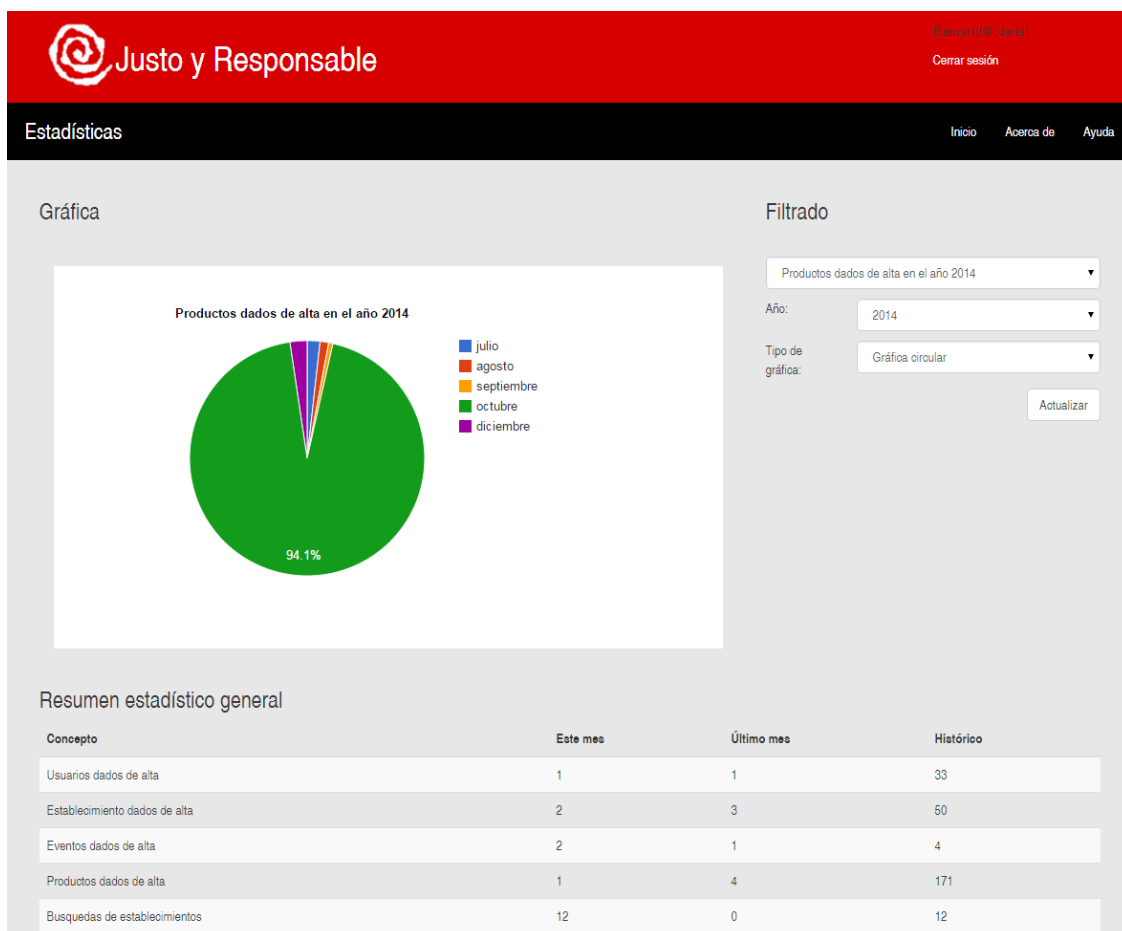 Justo y Responsable
Cerrar sesión
Estadísticas
Inicio Acerca de Ayuda
Gráfica
Filtrado
Productos dados de alta en el año 2014
julio
agosto
septiembre
octubre
diciembre
94.1%
Productos dados de alta en el año 2014
Año:
2014
Tipo de
gráfica:
Gráfica circular
Actualizar
Resumen estadístico general
Concepto Este mes Último mes Histórico
Usuarios dados de alta 1 1 33
Establecimiento dados de alta 2 3 50
Eventos dados de alta 2 1 4
Productos dados de alta 1 4 171
Busquedas de establecimientos 12 0 12